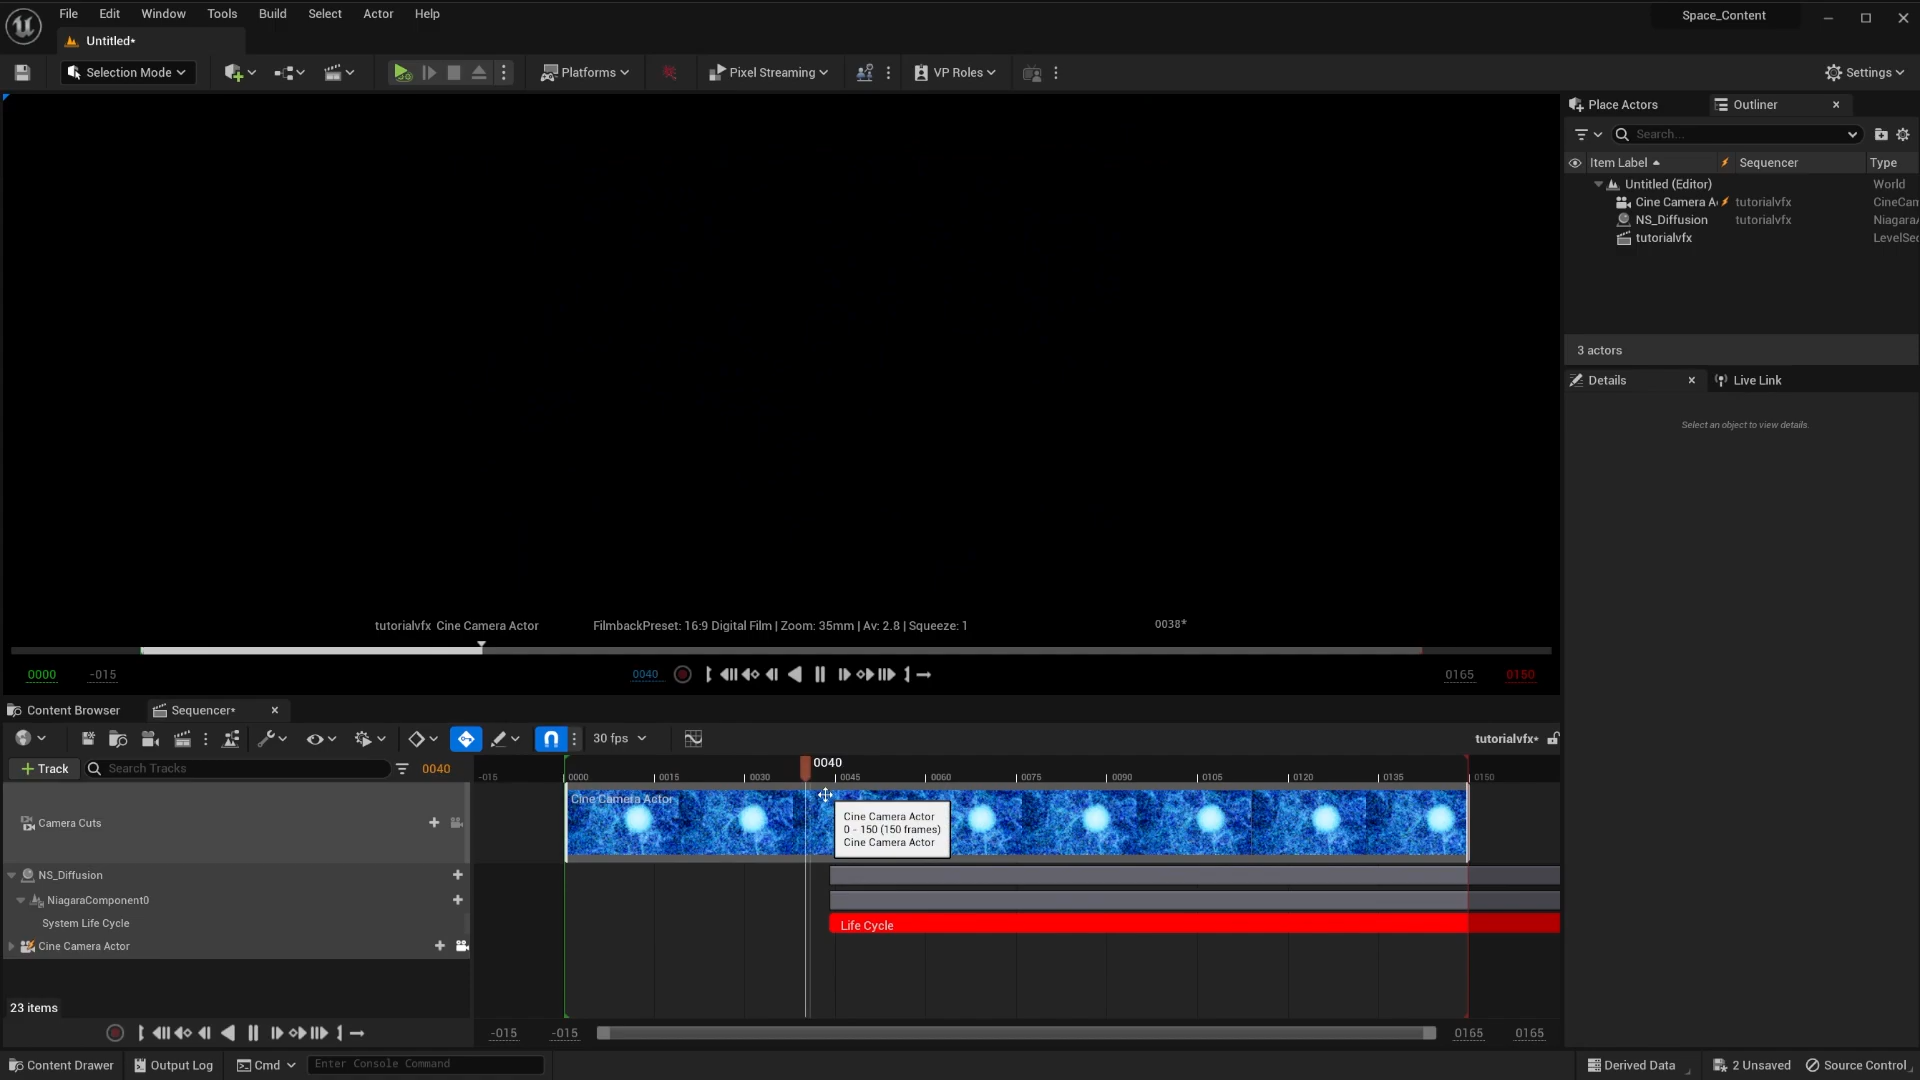 File Edit Window Tools Build Select Actor Help
Space_Content
Untitled*
Selection Mode
Platforms
Pixel Streaming
VP Roles
Settings
Place Actors
Outliner
Search...
Item Label Sequencer Type
Untitled (Editor) World
Cine Camera A tutorialvfx CineCam
NS_Diffusion tutorialvfx Niagara
tutorialvfx LevelSec
3 actors
Details
Live Link
Select an object to view details.
tutorialvfx Cine Camera Actor
FilmbackPreset: 16:9 Digital Film | Zoom: 35mm | Av: 2.8 | Squeeze: 1
0038*
0000 -015 0040 0165 0150
Content Browser
Sequencer*
30 fps
tutorialvfx*
Track
Search Tracks
0040
0040
-015 0000 0015 0030 0045 0060 0075 0090 0105 0120 0135 0150
Camera Cuts
Cine Camera Actor
Cine Camera Actor
0 - 150 (150 frames)
Cine Camera Actor
NS_Diffusion
NiagaraComponent0
System Life Cycle
Life Cycle
Cine Camera Actor
23 items
-015 -015 0165 0165
Content Drawer
Output Log
Cmd
Enter Console Command
Derived Data
2 Unsaved
Source Control